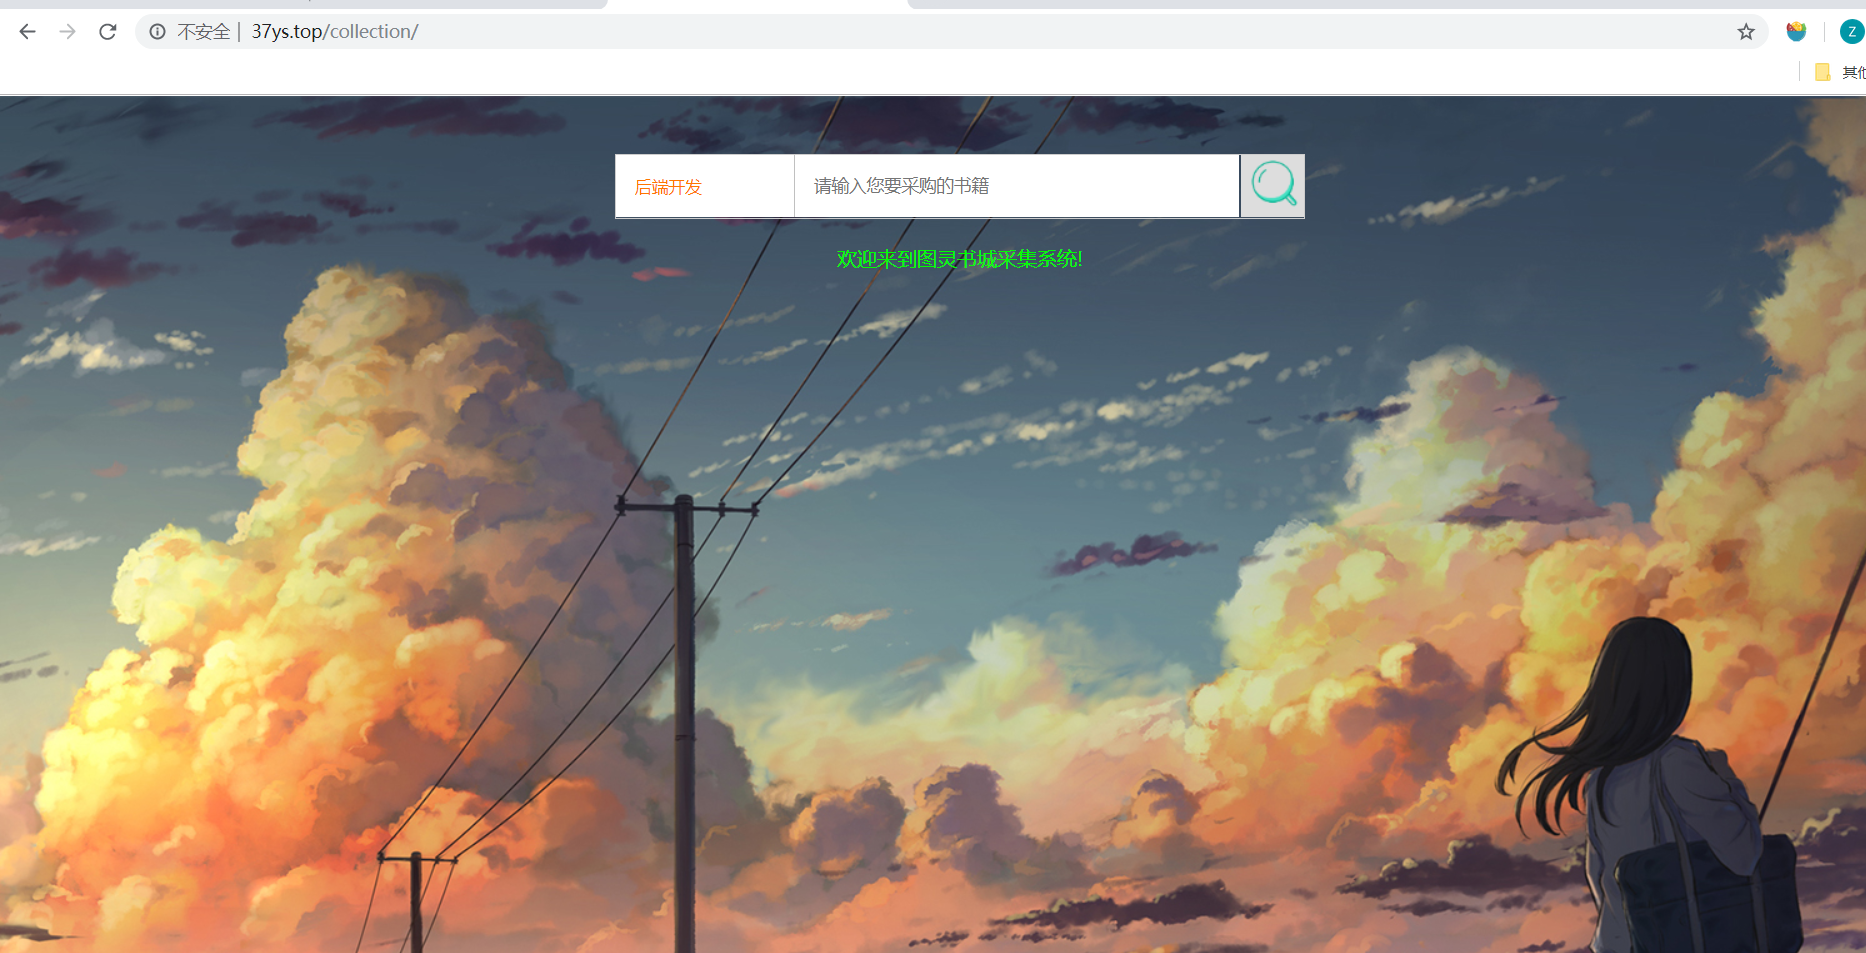 不安全 | 37ys.top/collection/
Z
其他
后端开发
请输入您要采购的书籍
欢迎来到图灵书城采集系统!